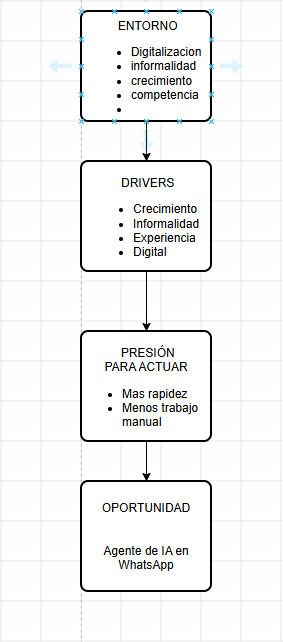 ENTORNO
Digitalizacion
informalidad
crecimiento
competencia
DRIVERS
Crecimiento
Informalidad
Experiencia
Digital
PRESIÓN
PARA ACTUAR
Mas rapidez
Menos trabajo
manual
OPORTUNIDAD
Agente de IA en
WhatsApp